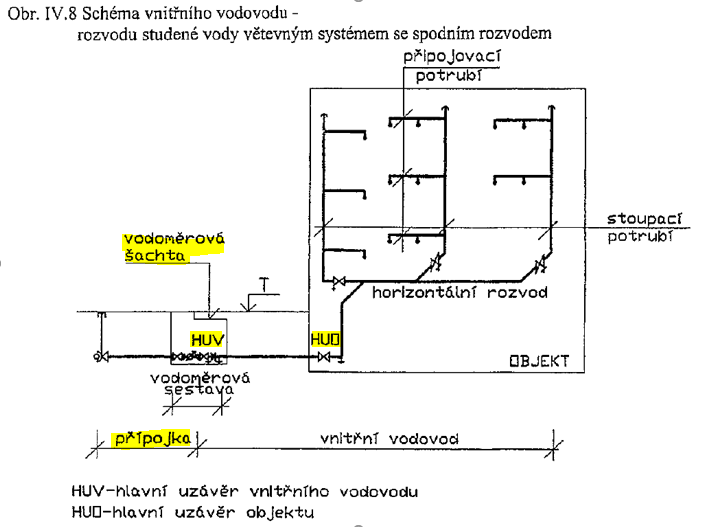 Obr. IV.8 Schéma vnitřního vodovodu -
rozvodu studené vody větevným systémem se spodním rozvodem
připojovací
potrubí
stoupací
potrubí
vodoměrová
šachta
T
horizontální rozvod
HUV
HUO
OBJEKT
vodoměrová
sestava
přípojka
vnitřní vodovod
HUV-hlavní uzávěr vnitřního vodovodu
HUO-hlavní uzávěr objektu